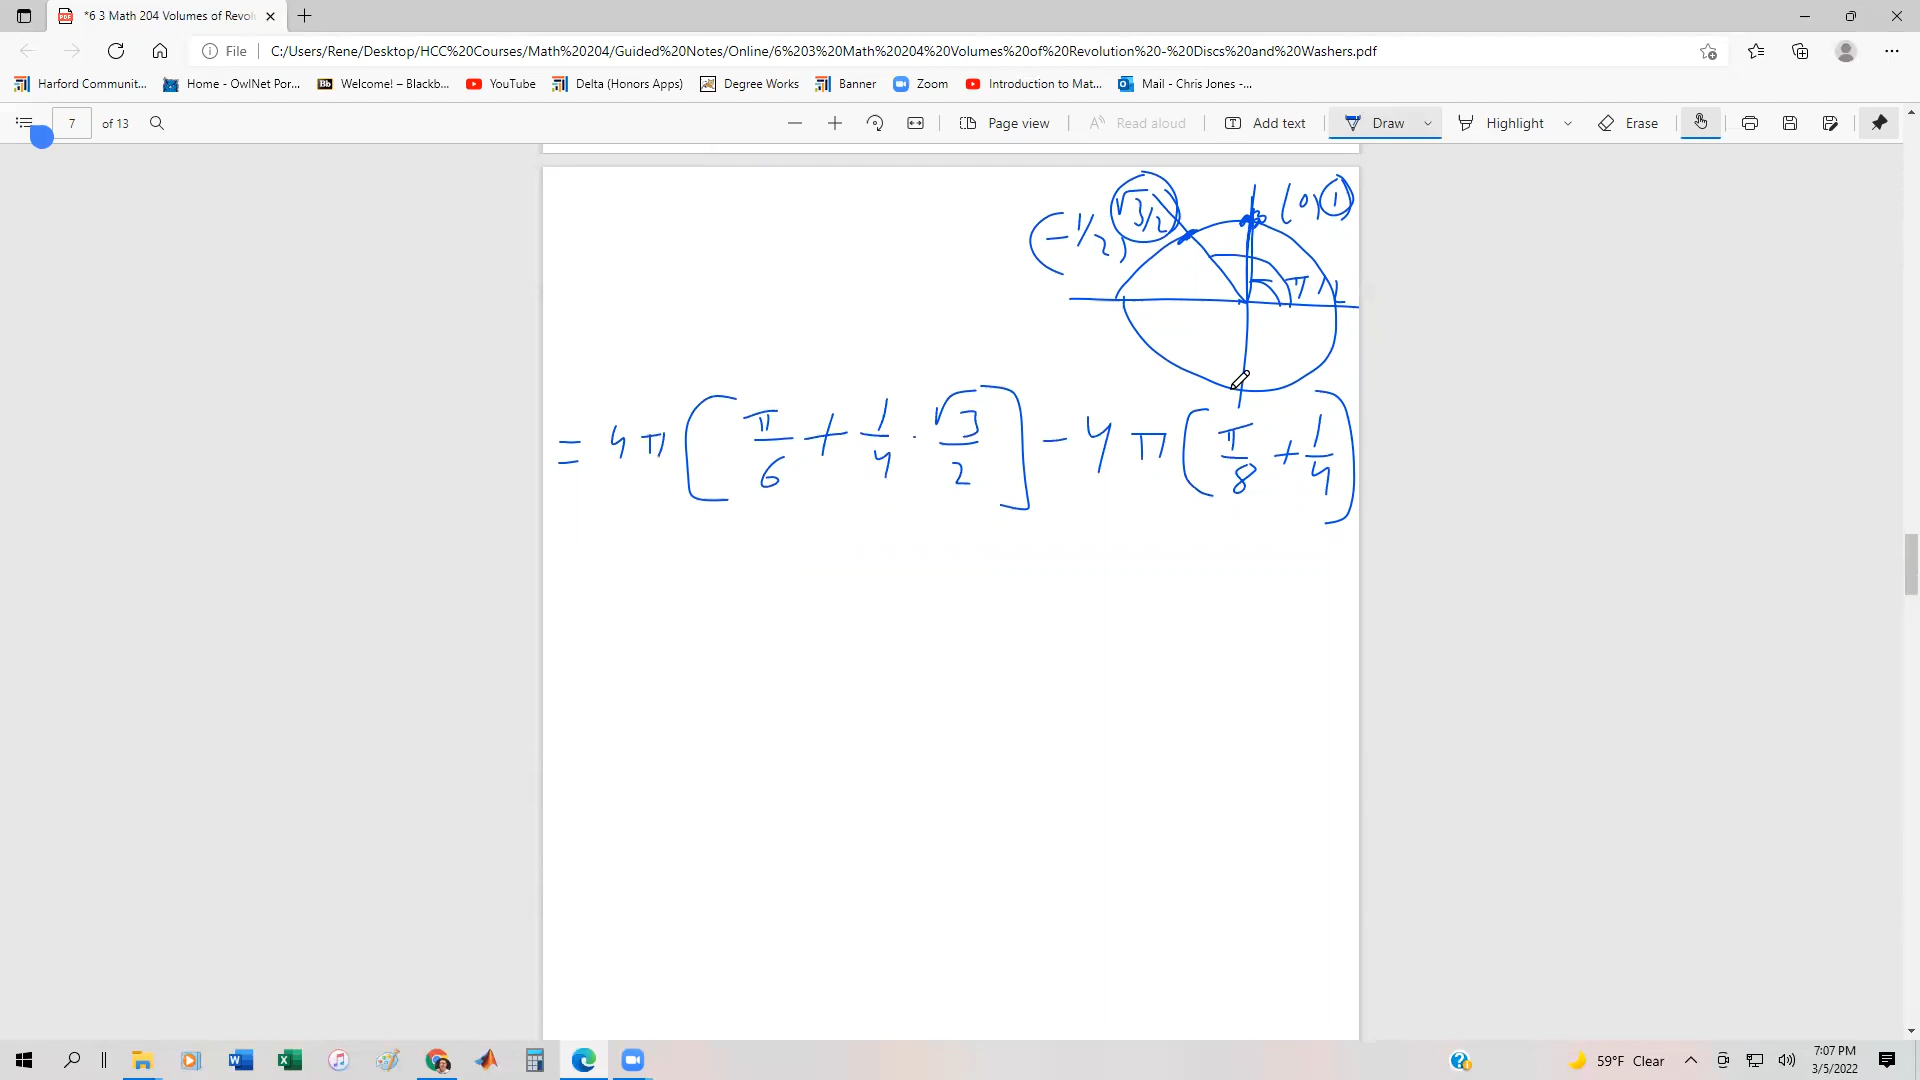 *6 3 Math 204 Volumes of Revol
File C:/Users/Rene/Desktop/HCC%20Courses/Math%20204/Guided%20Notes/Online/6%203%20Math%20204%20Volumes%20of%20Revolution%20-%20Discs%20and%20Washers.pdf
Harford Communit... Home - OwlNet Por... Bb Welcome! – Blackb... YouTube Delta (Honors Apps) Degree Works Banner Zoom Introduction to Mat... Mail - Chris Jones -...
7 of 13 Page view Read aloud Add text Draw Highlight Erase
(-1/2, √3/2) (0, 1)
π/2
= 4π [π/6 + 1/4 · √3/2] - 4π [π/8 + 1/4]
59°F Clear 7:07 PM
3/5/2022